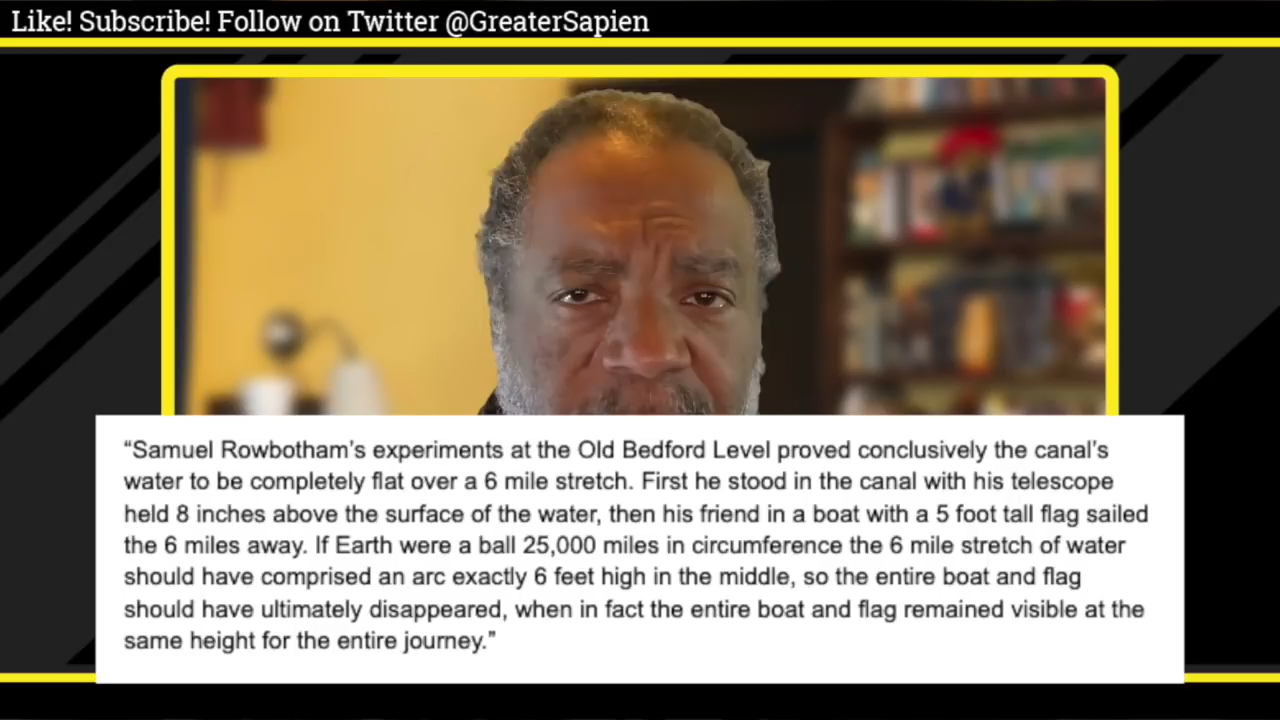 Like! Subscribe! Follow on Twitter @GreaterSapien
“Samuel Rowbotham’s experiments at the Old Bedford Level proved conclusively the canal’s
water to be completely flat over a 6 mile stretch. First he stood in the canal with his telescope
held 8 inches above the surface of the water, then his friend in a boat with a 5 foot tall flag sailed
the 6 miles away. If Earth were a ball 25,000 miles in circumference the 6 mile stretch of water
should have comprised an arc exactly 6 feet high in the middle, so the entire boat and flag
should have ultimately disappeared, when in fact the entire boat and flag remained visible at the
same height for the entire journey.”